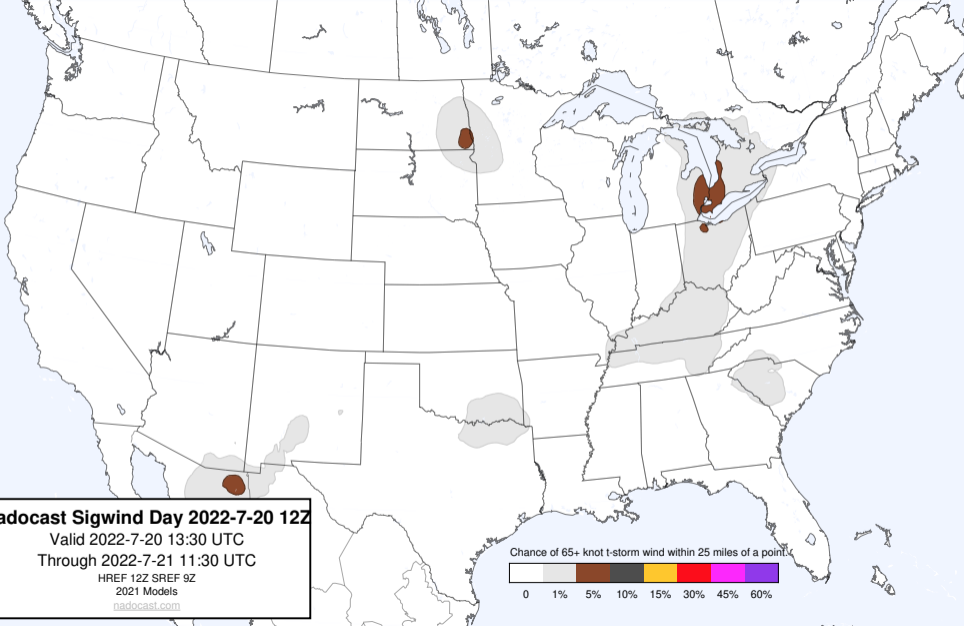 adocast Sigwind Day 2022-7-20 12Z
Valid 2022-7-20 13:30 UTC
Through 2022-7-21 11:30 UTC
HREF 12Z SREF 9Z
2021 Models
nadocast.com
Chance of 65+ knot t-storm wind within 25 miles of a point.
0 1% 5% 10% 15% 30% 45% 60%